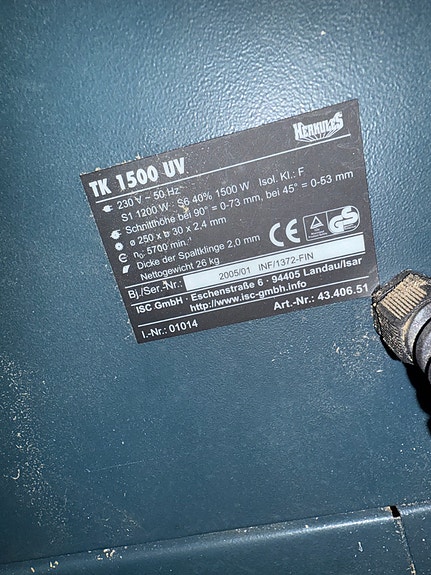 HERKULES
TK 1500 UV
230 V ~ 50 Hz
S1 1200 W S6 40% 1500 W Isol. Kl.: F
Schnitthöhe bei 90° = 0-73 mm, bei 45° = 0-53 mm
ø 250 x ø 30 x 2.4 mm
n₀: 5700 min⁻¹
Dicke der Spaltklinge 2.0 mm
Nettogewicht 26 kg
CE GS
Bj./Ser.-Nr.: 2005/01 INF/1372-FIN
ISC GmbH · Eschenstraße 6 - 94405 Landau/Isar
http://www.isc-gmbh.info
I.-Nr.: 01014 Art.-Nr.: 43.406.51